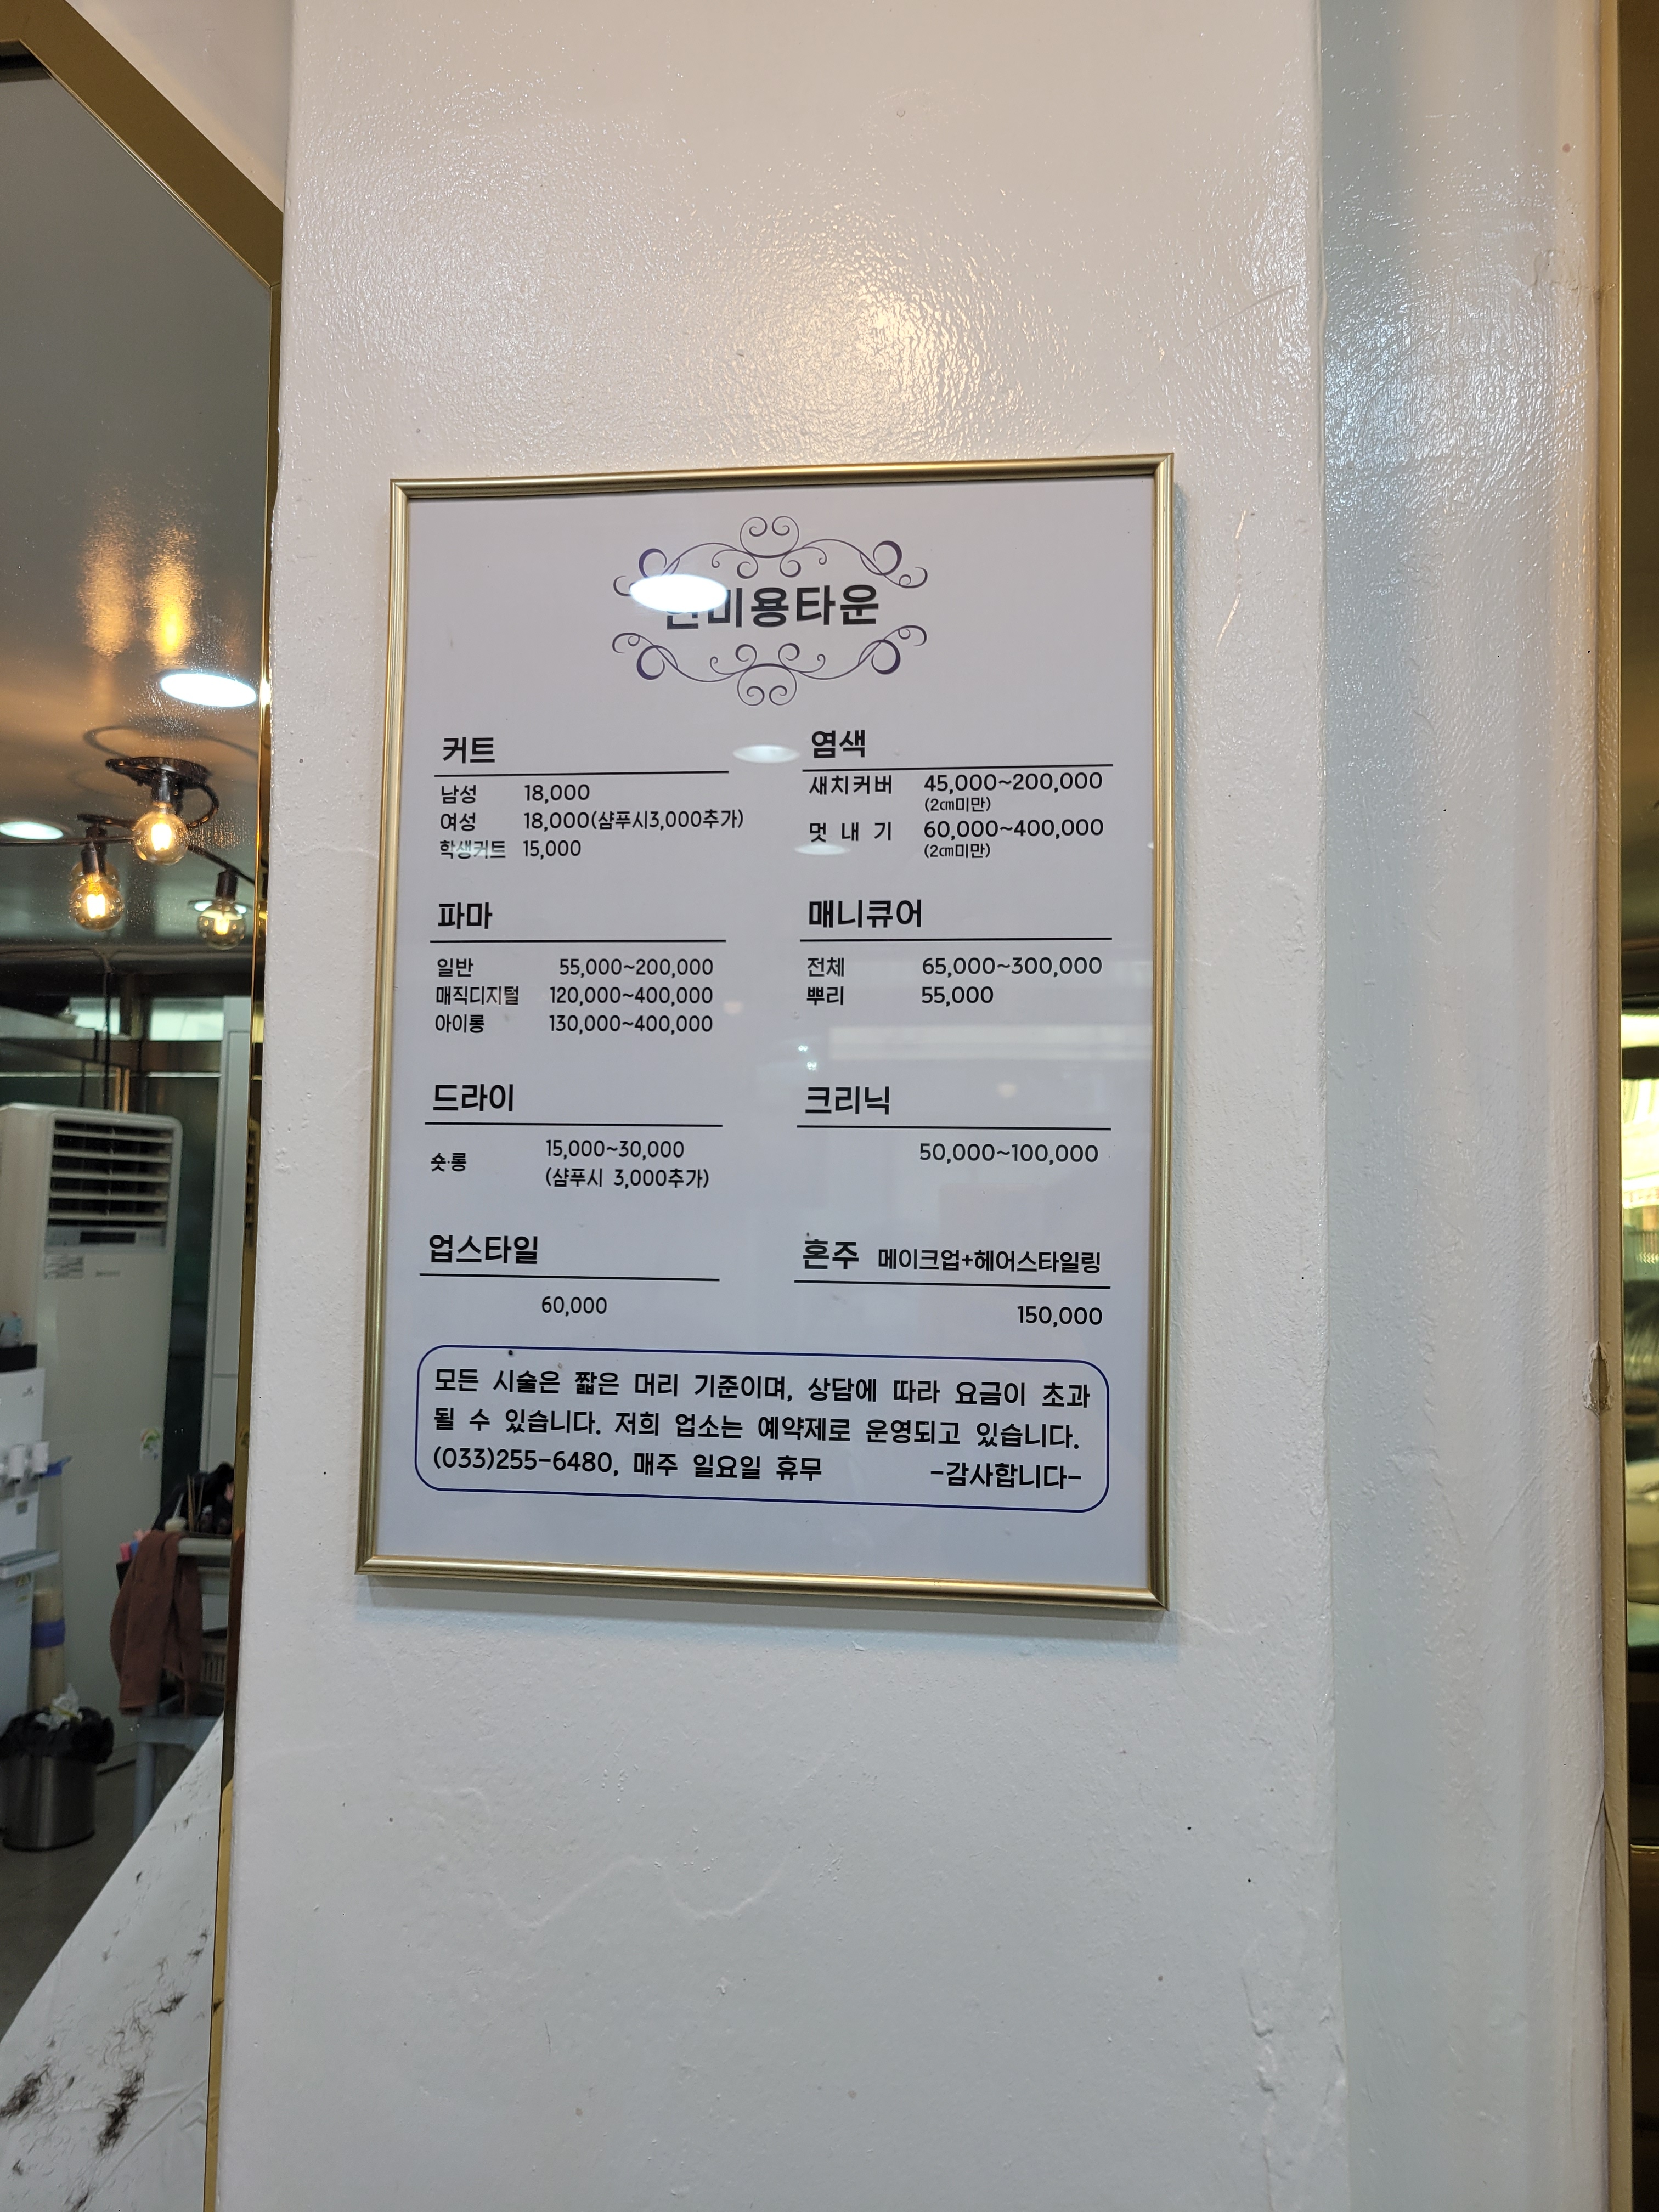 미용타운
커트
남성 18,000
여성 18,000(샴푸시3,000추가)
학생커트 15,000
염색
새치커버 45,000~200,000
(2cm미만)
멋 내 기 60,000~400,000
(2cm미만)
파마
일반 55,000~200,000
매직디지털 120,000~400,000
아이롱 130,000~400,000
매니큐어
전체 65,000~300,000
뿌리 55,000
드라이
숏·롱 15,000~30,000
(샴푸시 3,000추가)
크리닉
50,000~100,000
업스타일
60,000
혼주 메이크업+헤어스타일링
150,000
모든 시술은 짧은 머리 기준이며, 상담에 따라 요금이 초과
될 수 있습니다. 저희 업소는 예약제로 운영되고 있습니다.
(033)255-6480, 매주 일요일 휴무 -감사합니다-